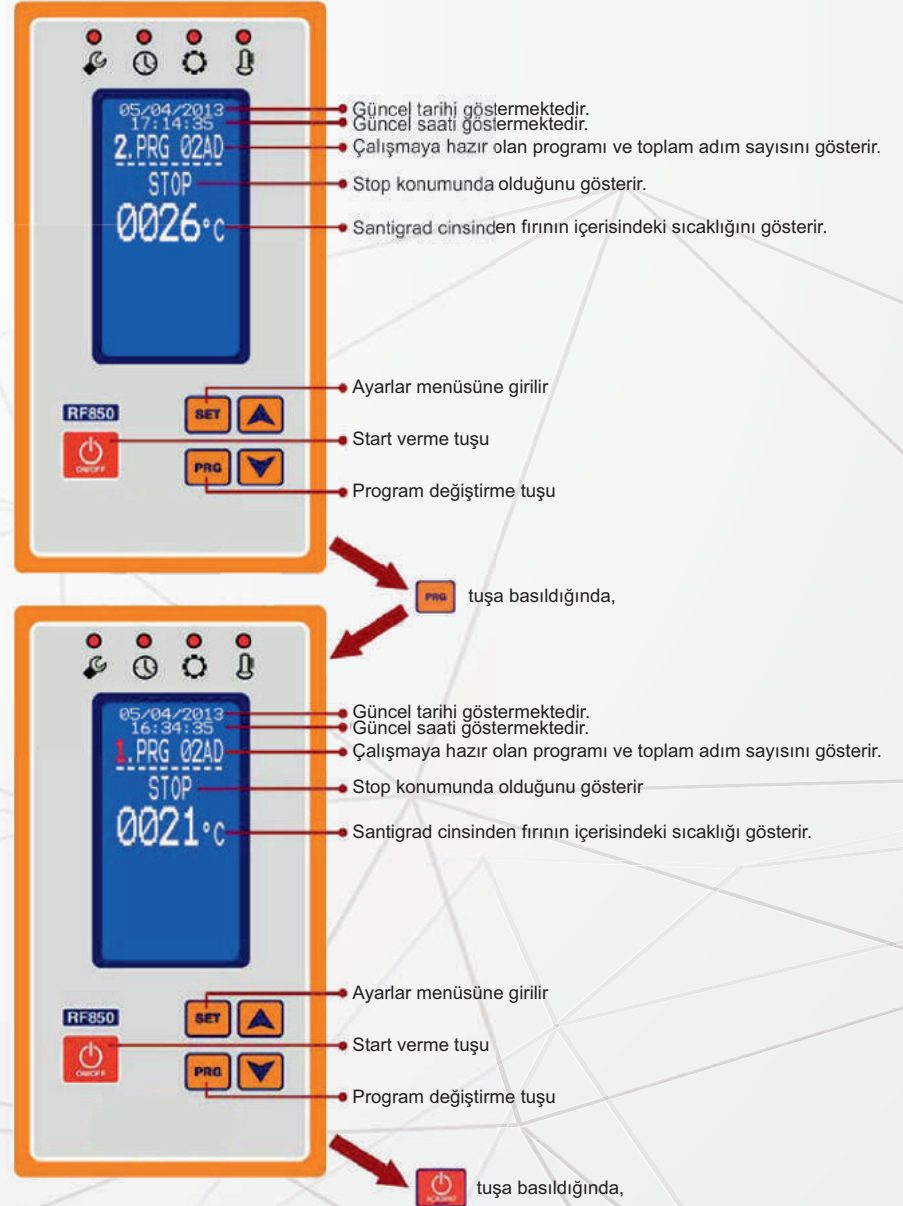 05/04/2013 Güncel tarihi göstermektedir.
17:14:35 Güncel saati göstermektedir.
2.PRG 02AD Çalışmaya hazır olan programı ve toplam adım sayısını gösterir.
STOP Stop konumunda olduğunu gösterir.
0026°C Santigrad cinsinden fırının içerisindeki sıcaklığını gösterir.
SET Ayarlar menüsüne girilir
RF850
ON/OFF Start verme tuşu
PRG Program değiştirme tuşu
PRG tuşa basıldığında,
05/04/2013 Güncel tarihi göstermektedir.
16:34:35 Güncel saati göstermektedir.
1.PRG 02AD Çalışmaya hazır olan programı ve toplam adım sayısını gösterir.
STOP Stop konumunda olduğunu gösterir
0021°C Santigrad cinsinden fırının içerisindeki sıcaklığı gösterir.
SET Ayarlar menüsüne girilir
RF850
ON/OFF Start verme tuşu
PRG Program değiştirme tuşu
tuşa basıldığında,